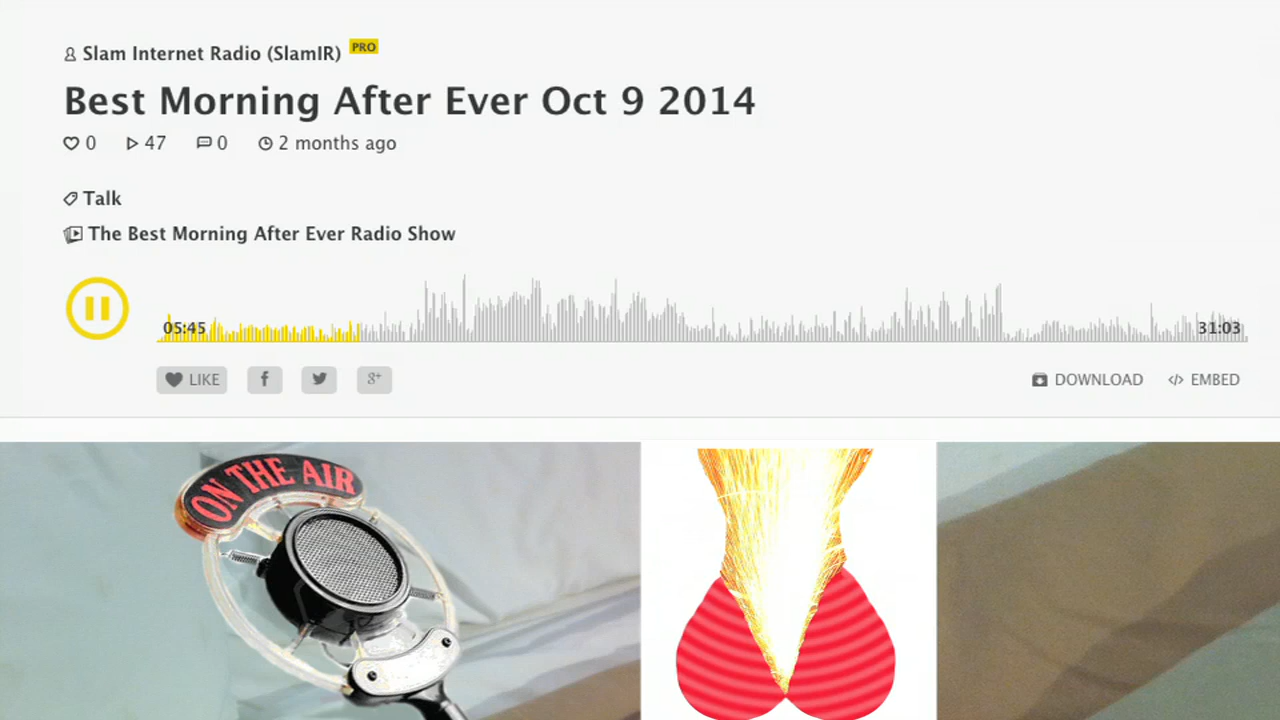 Slam Internet Radio (SlamIR) PRO
Best Morning After Ever Oct 9 2014
0 47 0 2 months ago
Talk
The Best Morning After Ever Radio Show
05:45 31:03
LIKE f g+ DOWNLOAD </> EMBED
ON THE AIR